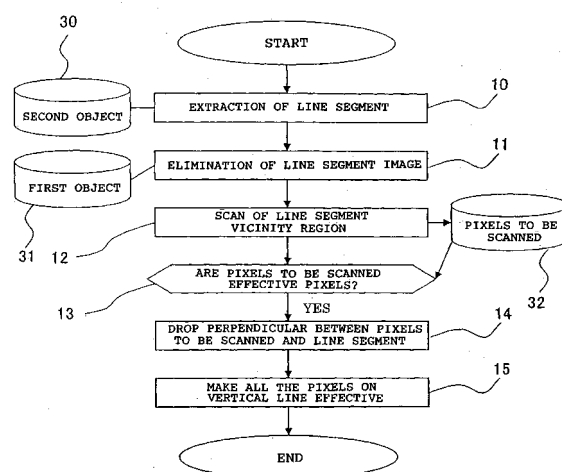 30
START
10
SECOND OBJECT
EXTRACTION OF LINE SEGMENT
11
FIRST OBJECT
ELIMINATION OF LINE SEGMENT IMAGE
31
12
SCAN OF LINE SEGMENT
VICINITY REGION
PIXELS TO BE
SCANNED
32
13
ARE PIXELS TO BE SCANNED
EFFECTIVE PIXELS?
YES
14
DROP PERPENDICULAR BETWEEN PIXELS
TO BE SCANNED AND LINE SEGMENT
15
MAKE ALL THE PIXELS ON
VERTICAL LINE EFFECTIVE
END